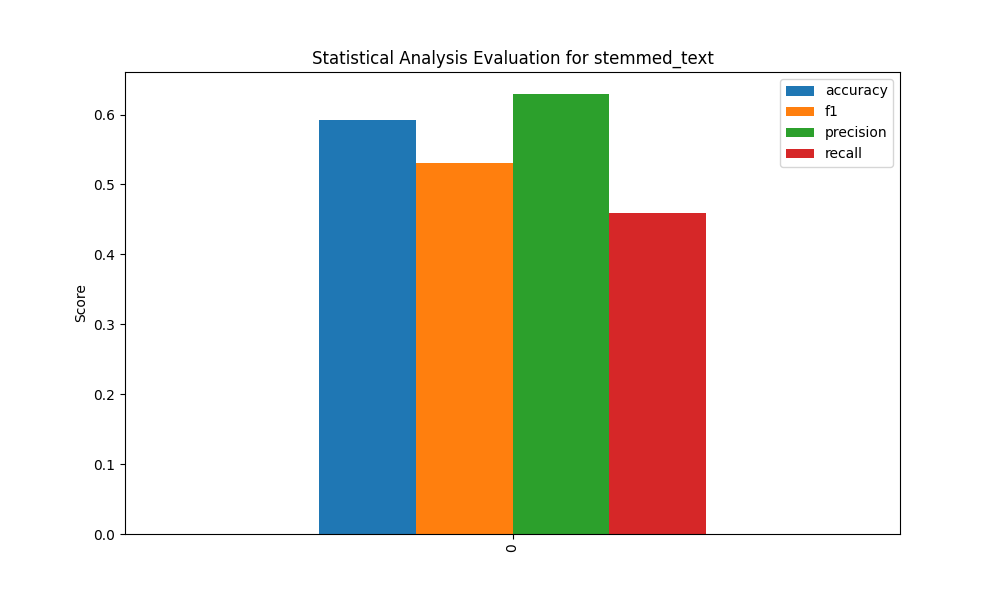 Statistical Analysis Evaluation for stemmed_text
accuracy
f1
precision
recall
Score
0.6
0.5
0.4
0.3
0.2
0.1
0.0
0